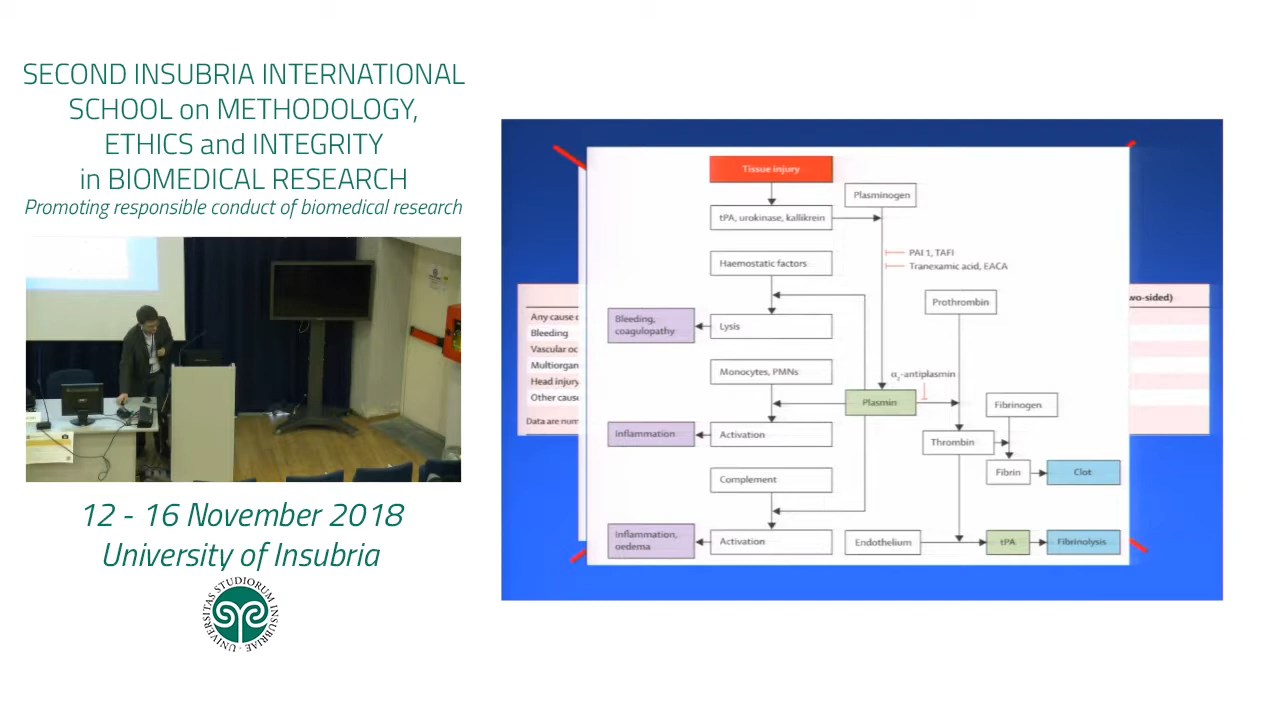 SECOND INSUBRIA INTERNATIONAL
SCHOOL on METHODOLOGY,
ETHICS and INTEGRITY
in BIOMEDICAL RESEARCH
Promoting responsible conduct of biomedical research
12 - 16 November 2018
University of Insubria
UNIVERSITAS STUDIORUM INSUBRIAE
Tissue injury
Plasminogen
tPA, urokinase, kallikrein
PAI 1, TAFI
Haemostatic factors
Tranexamic acid, EACA
Prothrombin
wo-sided)
Any cause o
Bleeding,
coagulopathy
Lysis
Bleeding
Vascular oc
Multiorgan
Monocytes, PMNs
α2-antiplasmin
Head injury
Other cause
Plasmin
Fibrinogen
Data are num
Inflammation
Activation
Thrombin
Fibrin
Clot
Complement
Inflammation,
oedema
Activation
Endothelium
tPA
Fibrinolysis